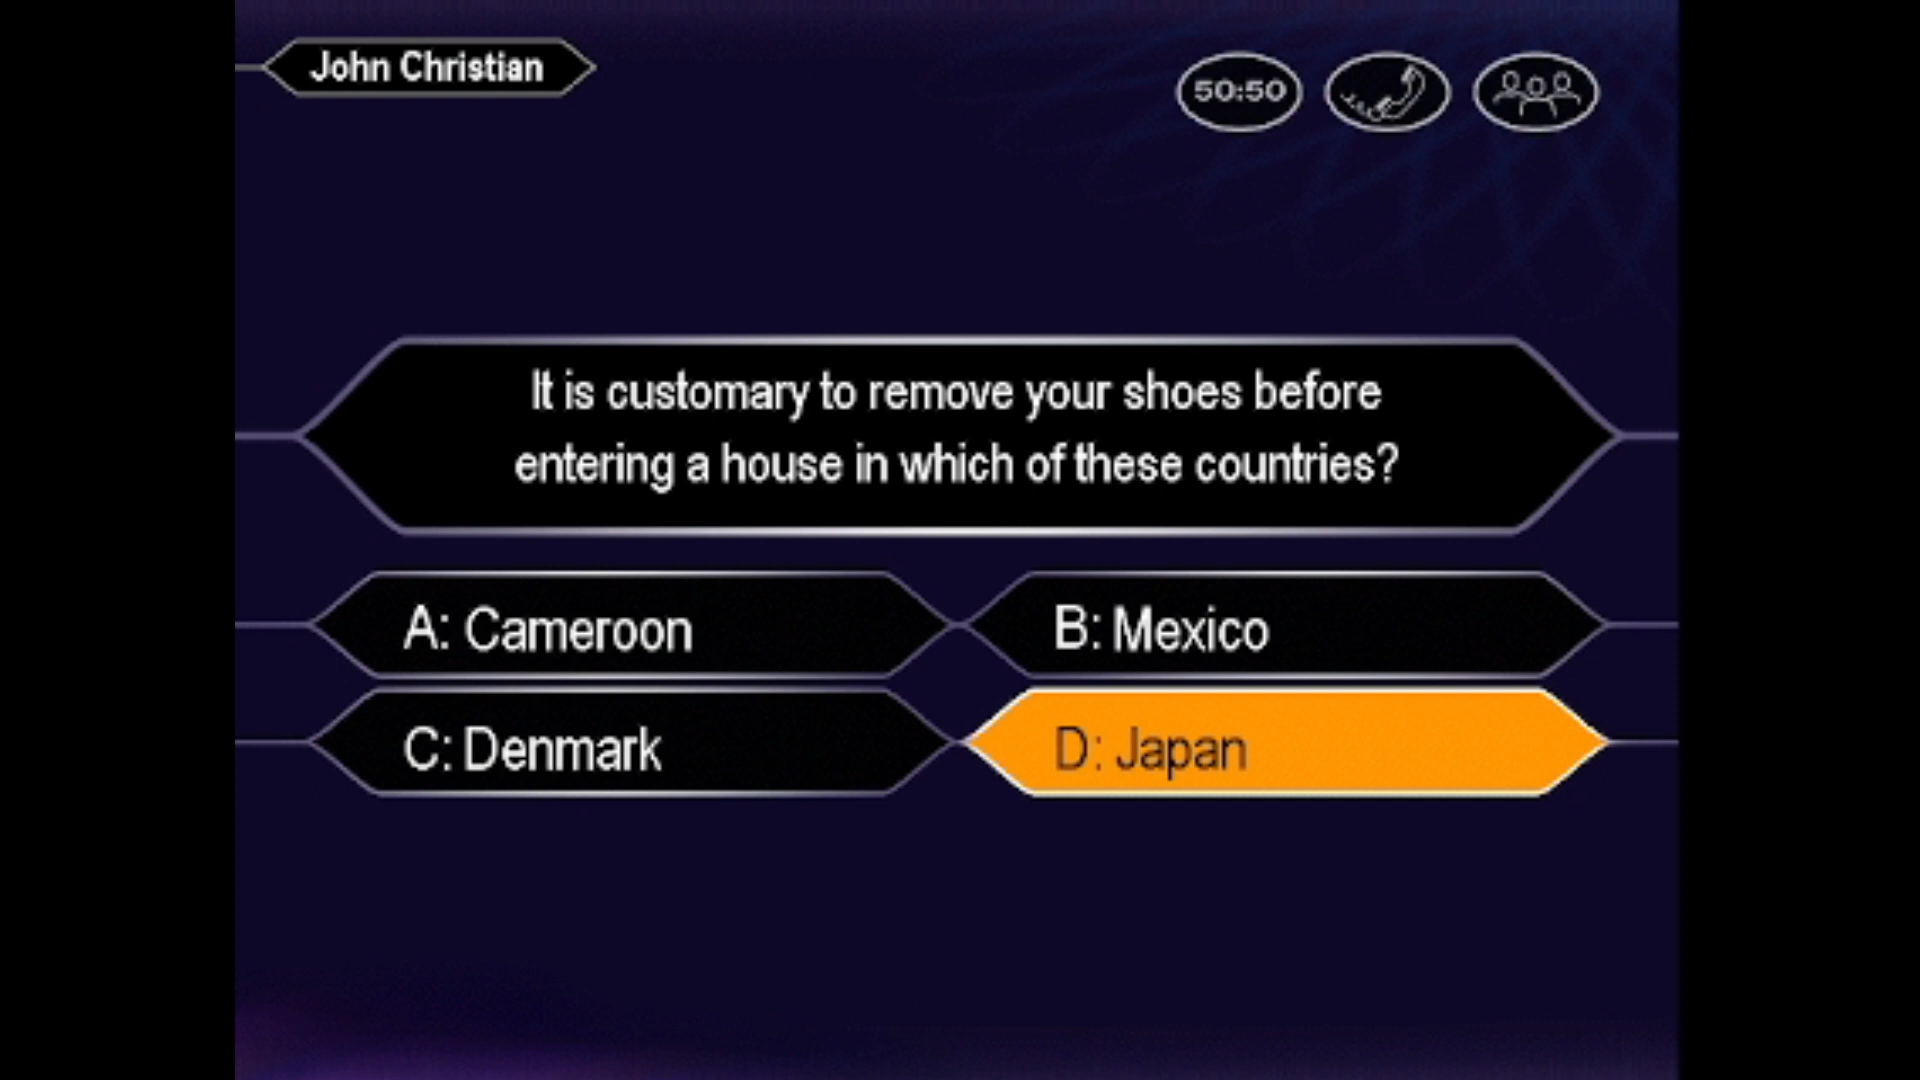 John Christian
50:50
It is customary to remove your shoes before
entering a house in which of these countries?
A: Cameroon
B: Mexico
C: Denmark
D: Japan